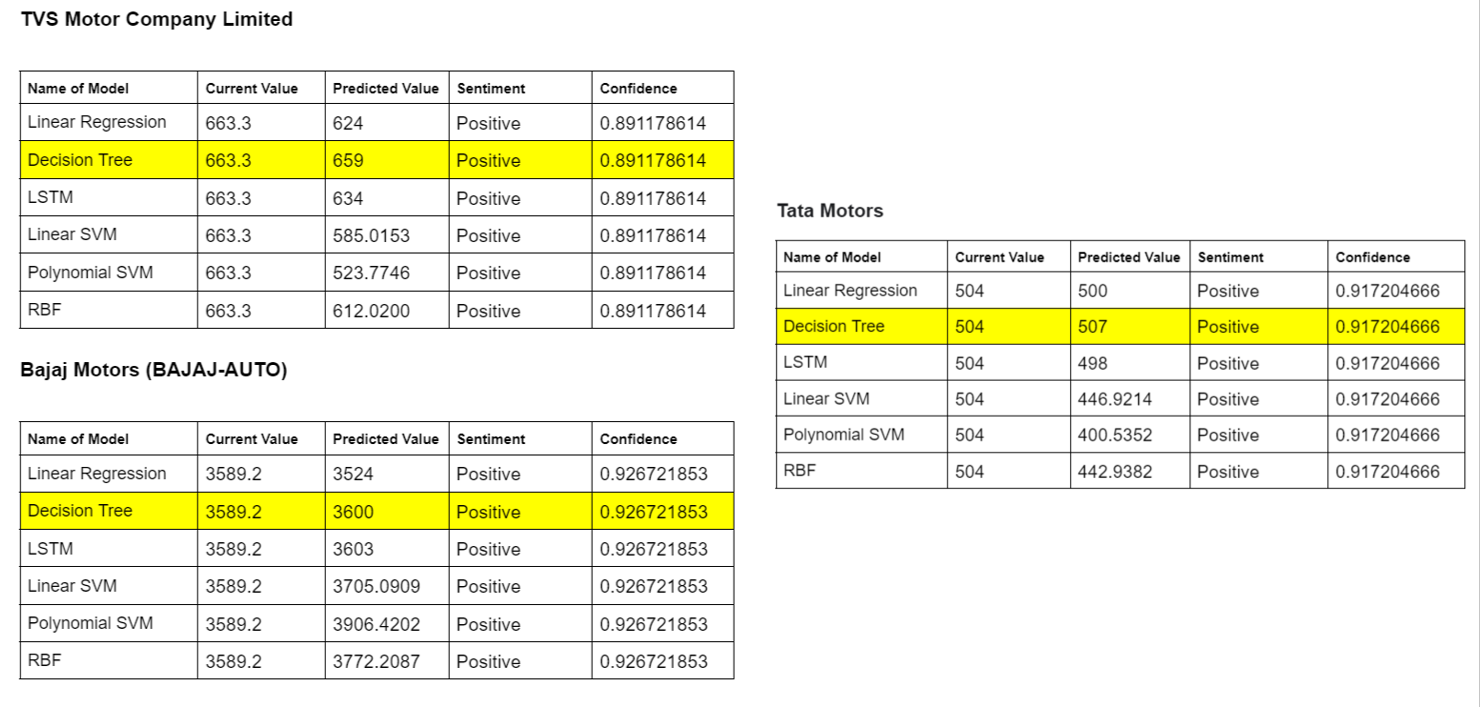 TVS Motor Company Limited
Name of Model Current Value Predicted Value Sentiment Confidence
Linear Regression 663.3 624 Positive 0.891178614
Decision Tree 663.3 659 Positive 0.891178614
LSTM 663.3 634 Positive 0.891178614
Linear SVM 663.3 585.0153 Positive 0.891178614
Polynomial SVM 663.3 523.7746 Positive 0.891178614
RBF 663.3 612.0200 Positive 0.891178614
Bajaj Motors (BAJAJ-AUTO)
Name of Model Current Value Predicted Value Sentiment Confidence
Linear Regression 3589.2 3524 Positive 0.926721853
Decision Tree 3589.2 3600 Positive 0.926721853
LSTM 3589.2 3603 Positive 0.926721853
Linear SVM 3589.2 3705.0909 Positive 0.926721853
Polynomial SVM 3589.2 3906.4202 Positive 0.926721853
RBF 3589.2 3772.2087 Positive 0.926721853
Tata Motors
Name of Model Current Value Predicted Value Sentiment Confidence
Linear Regression 504 500 Positive 0.917204666
Decision Tree 504 507 Positive 0.917204666
LSTM 504 498 Positive 0.917204666
Linear SVM 504 446.9214 Positive 0.917204666
Polynomial SVM 504 400.5352 Positive 0.917204666
RBF 504 442.9382 Positive 0.917204666